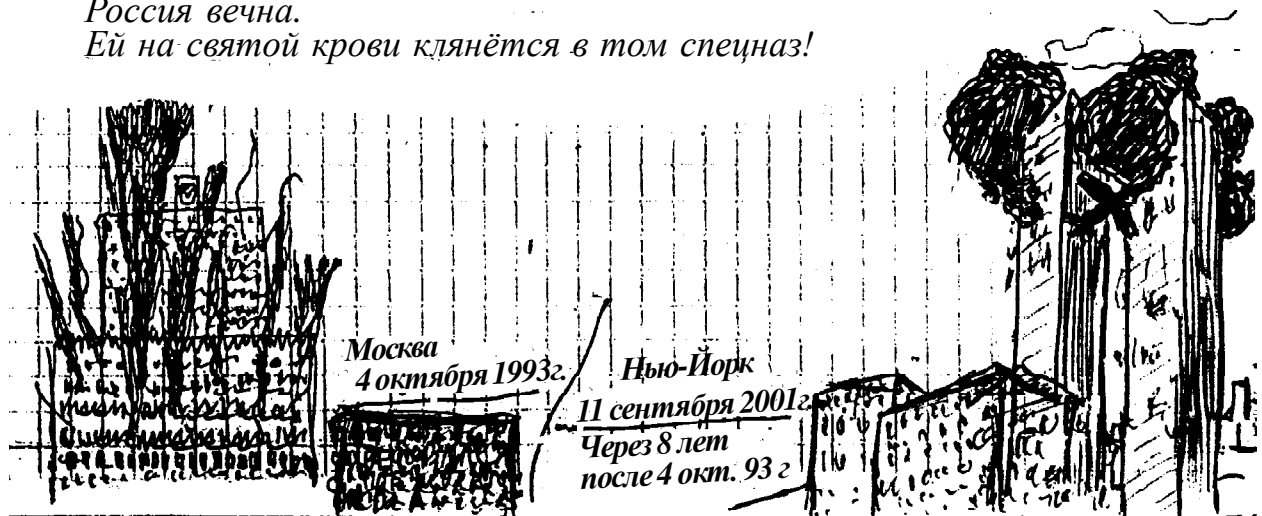 Россия вечна.
Ей на святой крови клянётся в том спецназ!
Москва
4 октября 1993г.
Нью-Йорк
11 сентября 2001г.
Через 8 лет
после 4 окт. 93 г